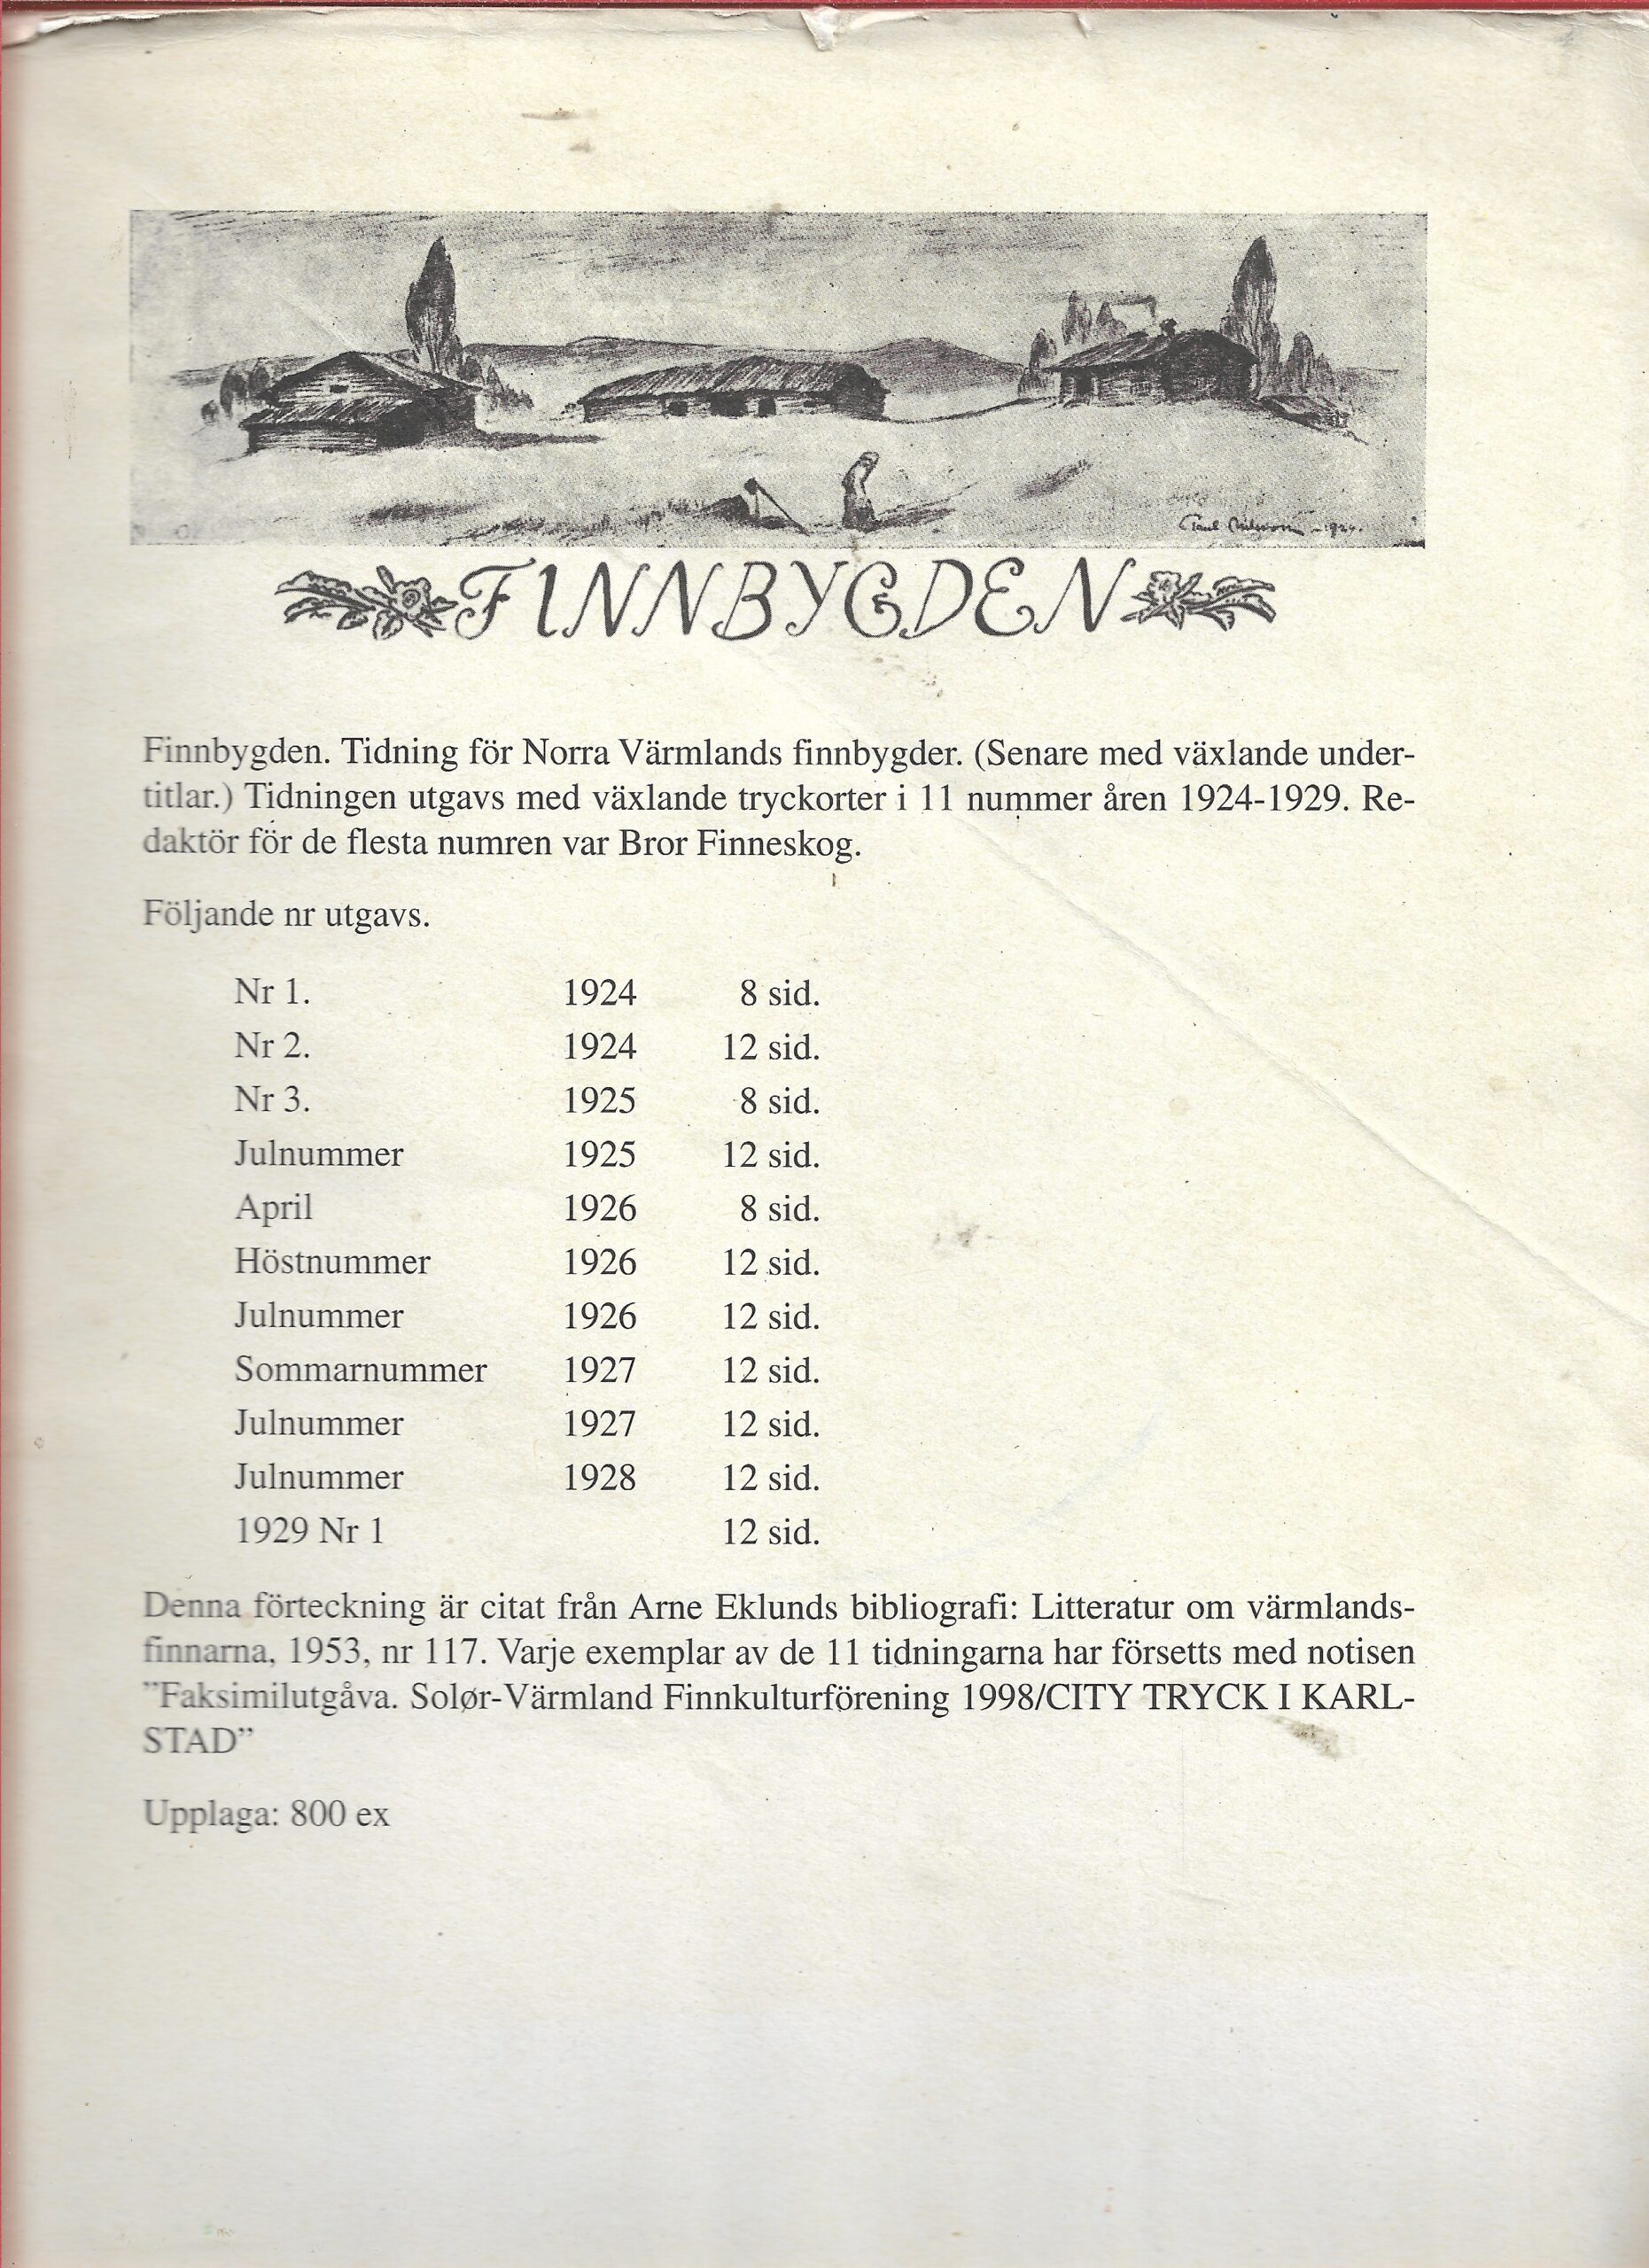 FINNBYGDEN
Finnbygden. Tidning för Norra Värmlands finnbygder. (Senare med växlande under-
titlar.) Tidningen utgavs med växlande tryckorter i 11 nummer åren 1924-1929. Re-
daktör för de flesta numren var Bror Finneskog.
Följande nr utgavs.
Nr 1. 1924 8 sid.
Nr 2. 1924 12 sid.
Nr 3. 1925 8 sid.
Julnummer 1925 12 sid.
April 1926 8 sid.
Höstnummer 1926 12 sid.
Julnummer 1926 12 sid.
Sommarnummer 1927 12 sid.
Julnummer 1927 12 sid.
Julnummer 1928 12 sid.
1929 Nr 1 12 sid.
Denna förteckning är citat från Arne Eklunds bibliografi: Litteratur om värmlands-
finnarna, 1953, nr 117. Varje exemplar av de 11 tidningarna har försetts med notisen
”Faksimilutgåva. Solør-Värmland Finnkulturförening 1998/CITY TRYCK I KARL-
STAD”
Upplaga: 800 ex